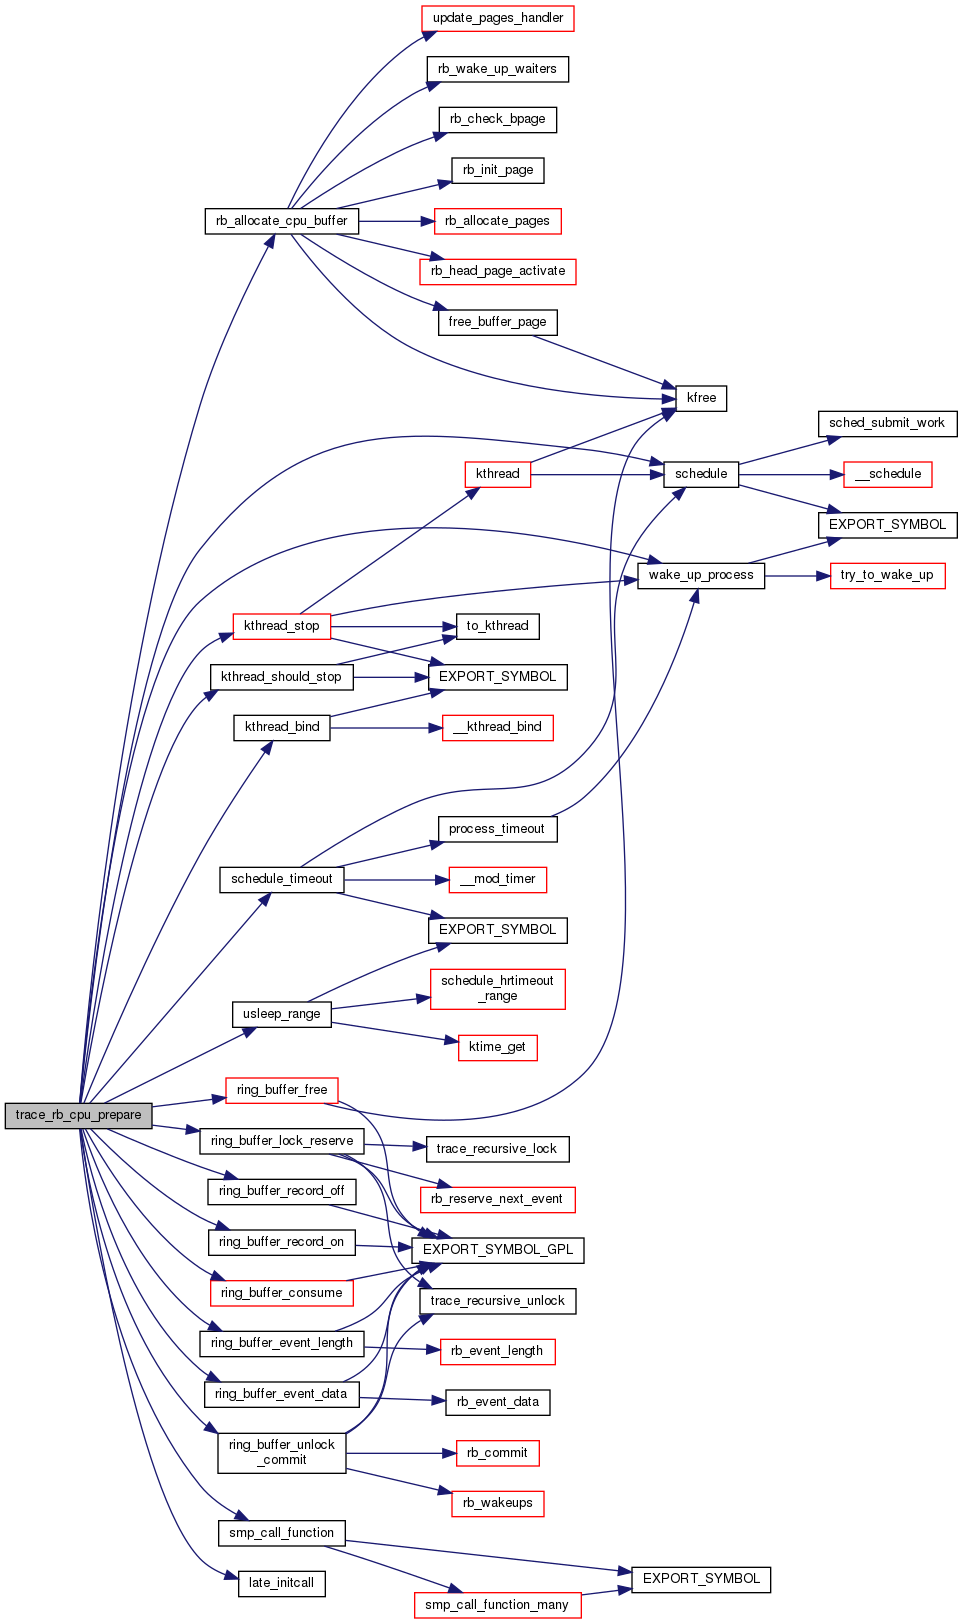 update_pages_handler
rb_wake_up_waiters
rb_check_bpage
rb_init_page
rb_allocate_cpu_buffer
rb_allocate_pages
rb_head_page_activate
free_buffer_page
kfree
sched_submit_work
kthread
schedule
__schedule
EXPORT_SYMBOL
wake_up_process
try_to_wake_up
kthread_stop
to_kthread
kthread_should_stop
EXPORT_SYMBOL
kthread_bind
__kthread_bind
process_timeout
schedule_timeout
__mod_timer
EXPORT_SYMBOL
schedule_hrtimeout
_range
usleep_range
ktime_get
ring_buffer_free
trace_rb_cpu_prepare
ring_buffer_lock_reserve
trace_recursive_lock
ring_buffer_record_off
rb_reserve_next_event
ring_buffer_record_on
EXPORT_SYMBOL_GPL
ring_buffer_consume
trace_recursive_unlock
ring_buffer_event_length
rb_event_length
ring_buffer_event_data
rb_event_data
ring_buffer_unlock
_commit
rb_commit
rb_wakeups
smp_call_function
late_initcall
EXPORT_SYMBOL
smp_call_function_many